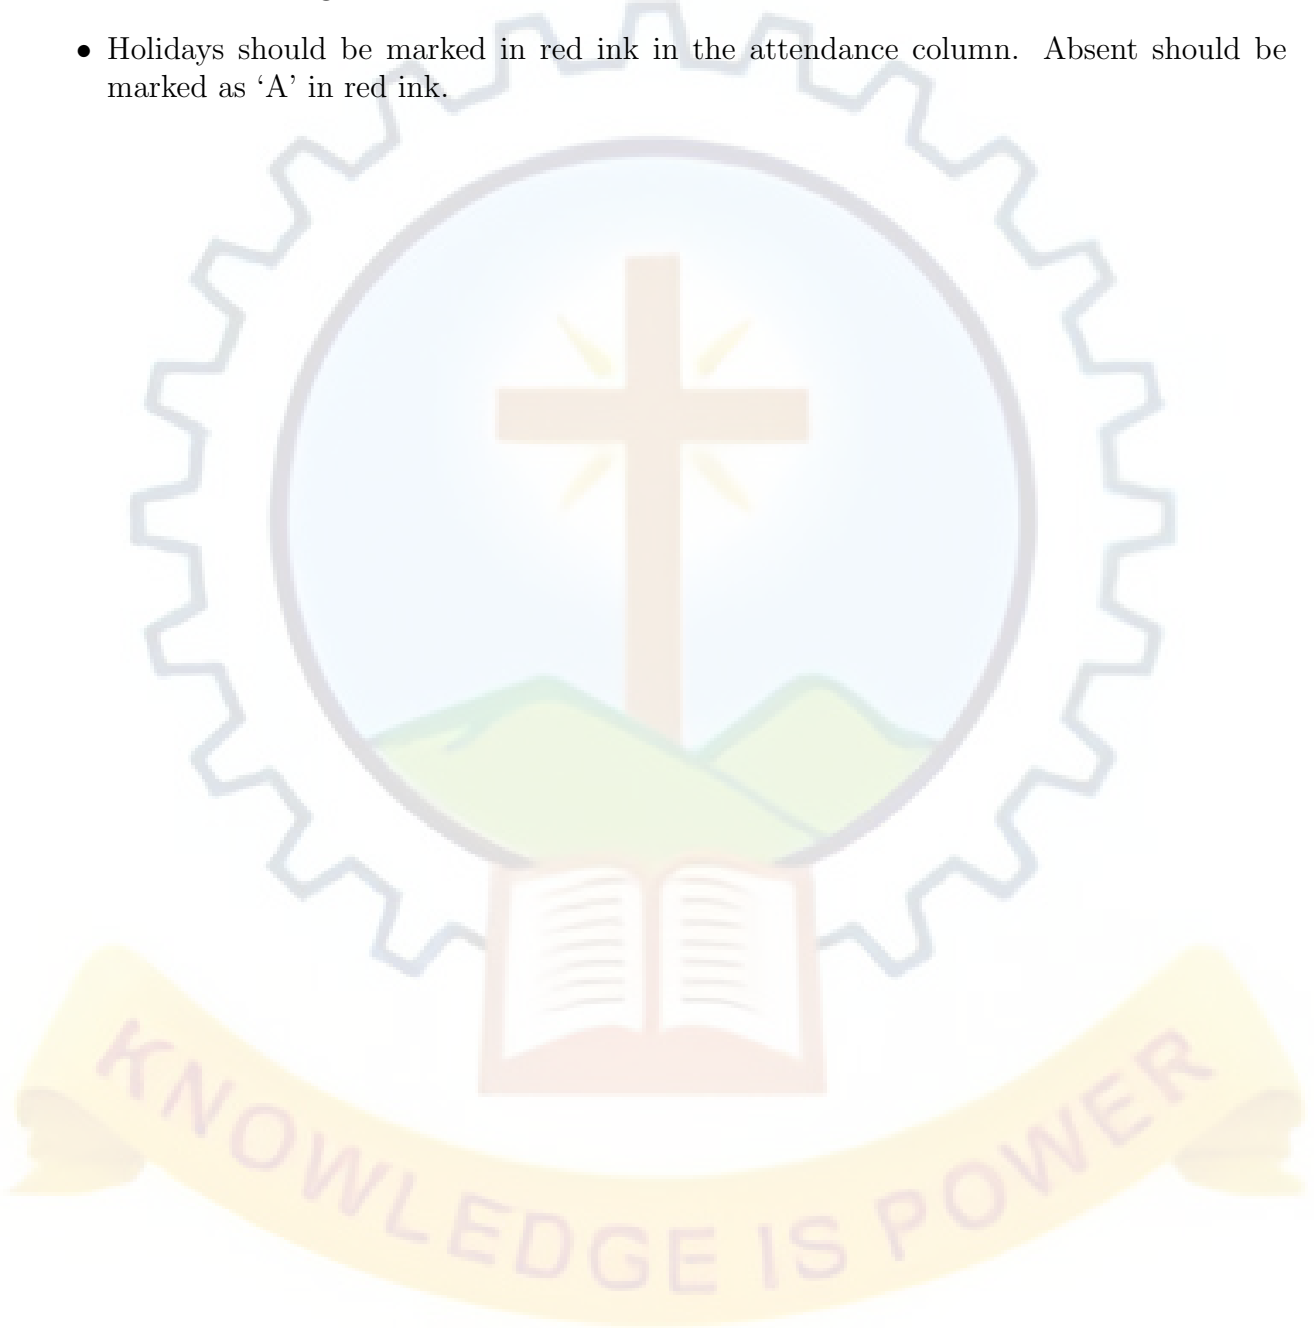 • Holidays should be marked in red ink in the attendance column. Absent should be
marked as ‘A’ in red ink.
KNOWLEDGE IS POWER